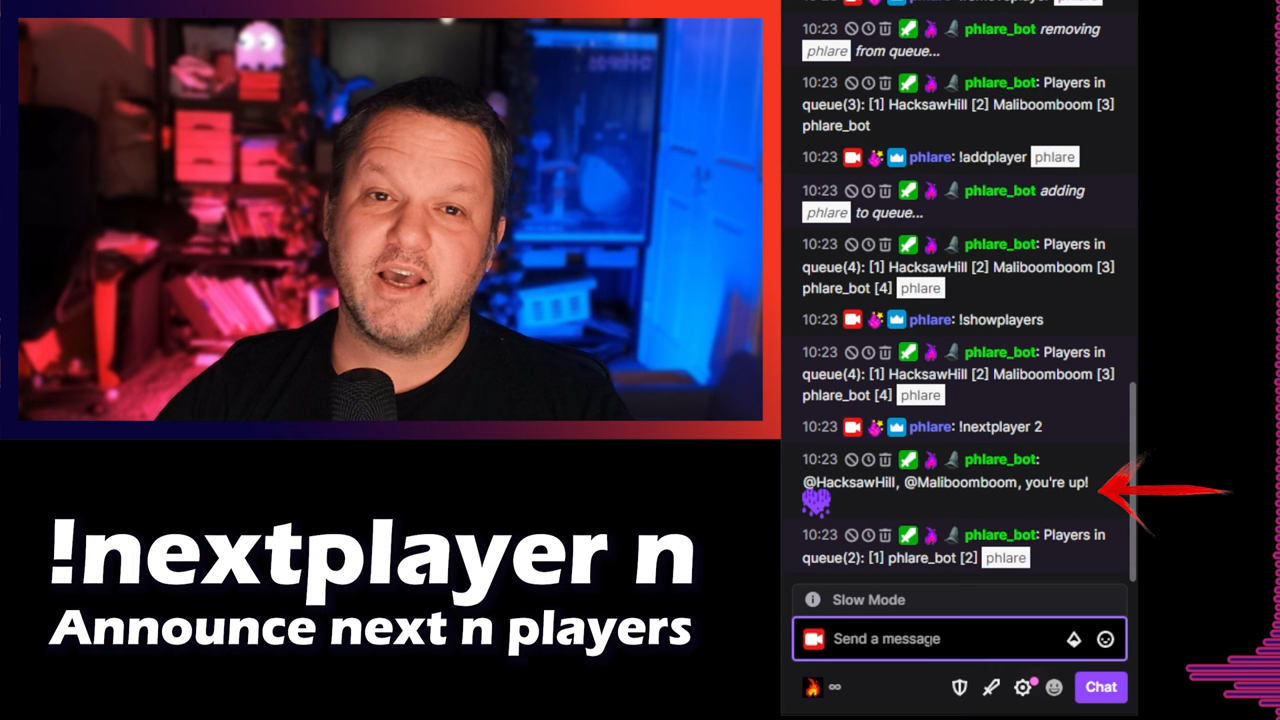 10:23 phlare_bot removing
phlare from queue...
10:23 phlare_bot: Players in
queue(3): [1] HacksawHill [2] Maliboomboom [3]
phlare_bot
10:23 phlare: !addplayer phlare
10:23 phlare_bot adding
phlare to queue...
10:23 phlare_bot: Players in
queue(4): [1] HacksawHill [2] Maliboomboom [3]
phlare_bot [4] phlare
10:23 phlare: !showplayers
10:23 phlare_bot: Players in
queue(4): [1] HacksawHill [2] Maliboomboom [3]
phlare_bot [4] phlare
10:23 phlare: !nextplayer 2
10:23 phlare_bot:
@HacksawHill, @Maliboomboom, you're up!
10:23 phlare_bot: Players in
queue(2): [1] phlare_bot [2] phlare
Slow Mode
Send a message
∞
Chat
!nextplayer n
Announce next n players